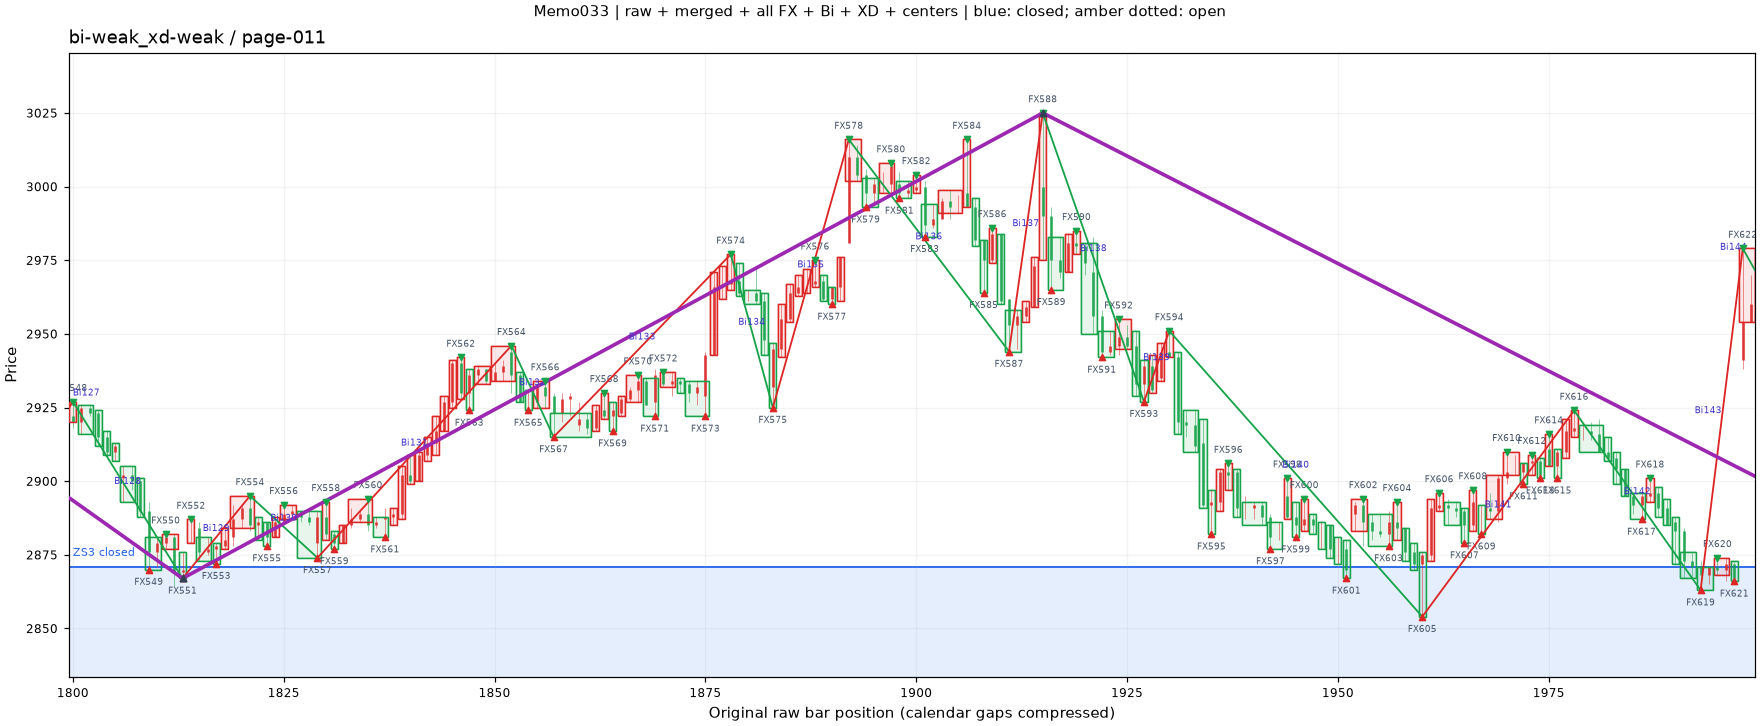 Memo033 | raw + merged + all FX + Bi + XD + centers | blue: closed; amber dotted: open
bi-weak_xd-weak / page-011
Price
3025
3000
2975
2950
2925
2900
2875
2850
FX588
FX578
FX584
FX580
FX582
FX579
FX581
FX586
Bi137
FX590
Bi136
FX583
Bi138
FX574
FX576
Bi135
FX622
FX585
FX589
FX577
FX592
Bi134
Bi133
FX562
FX564
FX594
FX587
FX591
FX570
FX572
FX566
FX568
Bi127
FX563
FX565
FX575
FX593
FX567
FX569
FX571
FX573
FX616
Bi143
FX614
FX610
FX612
FX596
FX600
FX602
FX604
FX606
FX608
FX618
Bi142
Bi141
FX611
FX615
FX617
Bi128
FX554
FX556
FX558
FX560
FX552
FX550
ZS3 closed
FX549
FX551
FX553
FX555
FX557
FX559
FX561
FX595
FX597
FX599
FX601
FX603
FX605
FX607
FX609
FX620
FX619
FX621
1800
1825
1850
1875
1900
1925
1950
1975
Original raw bar position (calendar gaps compressed)